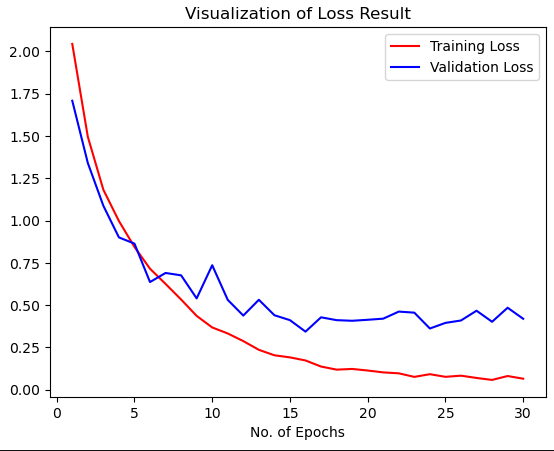 Visualization of Loss Result
Training Loss
Validation Loss
2.00
1.75
1.50
1.25
1.00
0.75
0.50
0.25
0.00
0 5 10 15 20 25 30
No. of Epochs